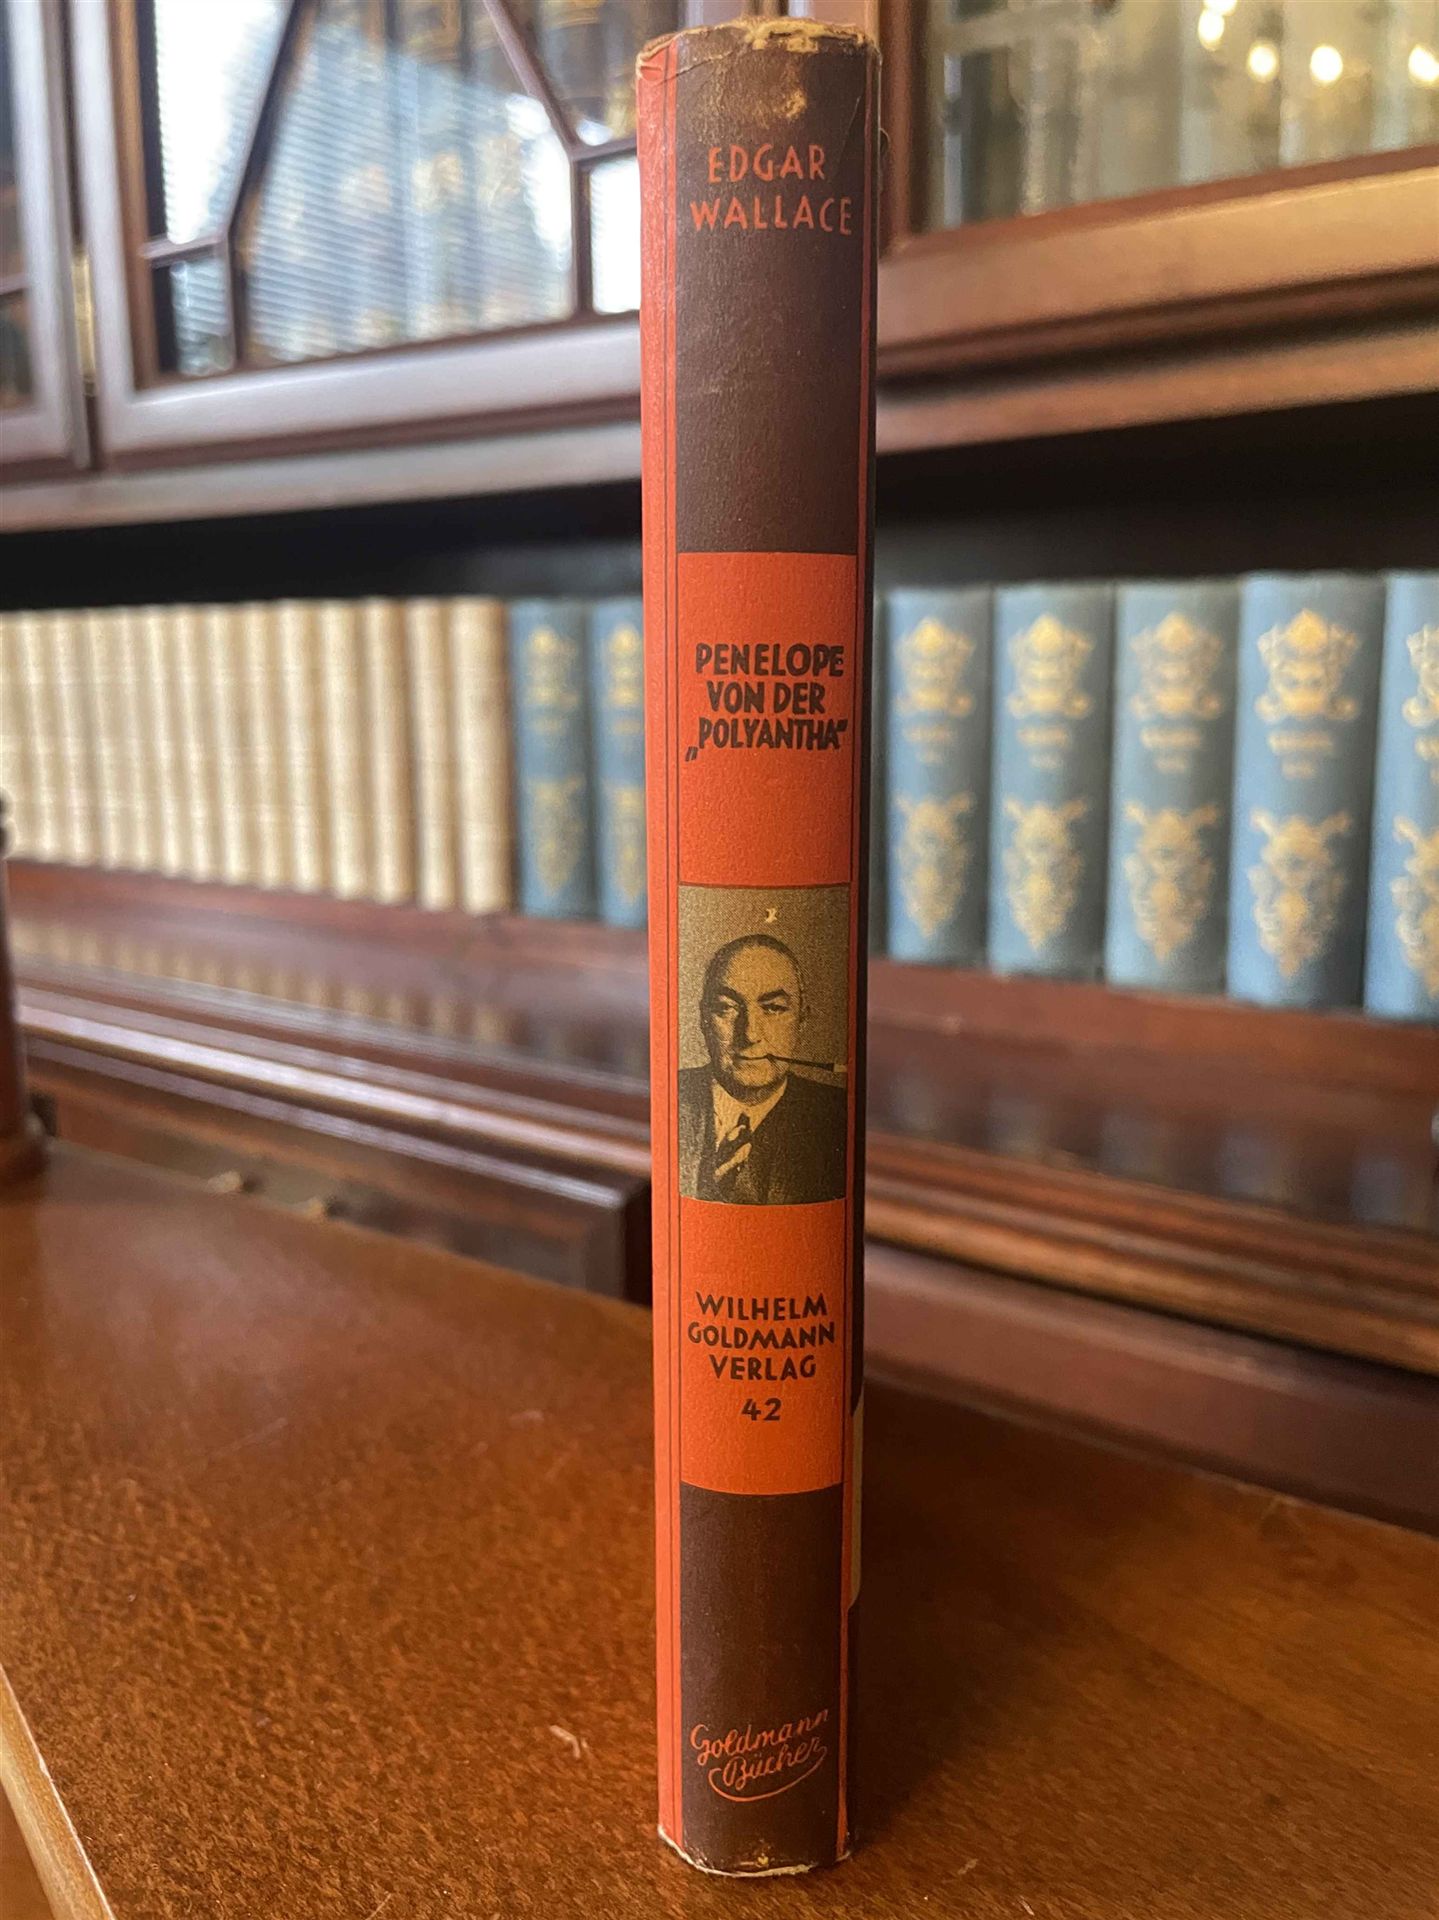 EDGAR
WALLACE
PENELOPE
VON DER
„POLYANTHA"
WILHELM
GOLDMANN
VERLAG
42
Goldmann
Bücher